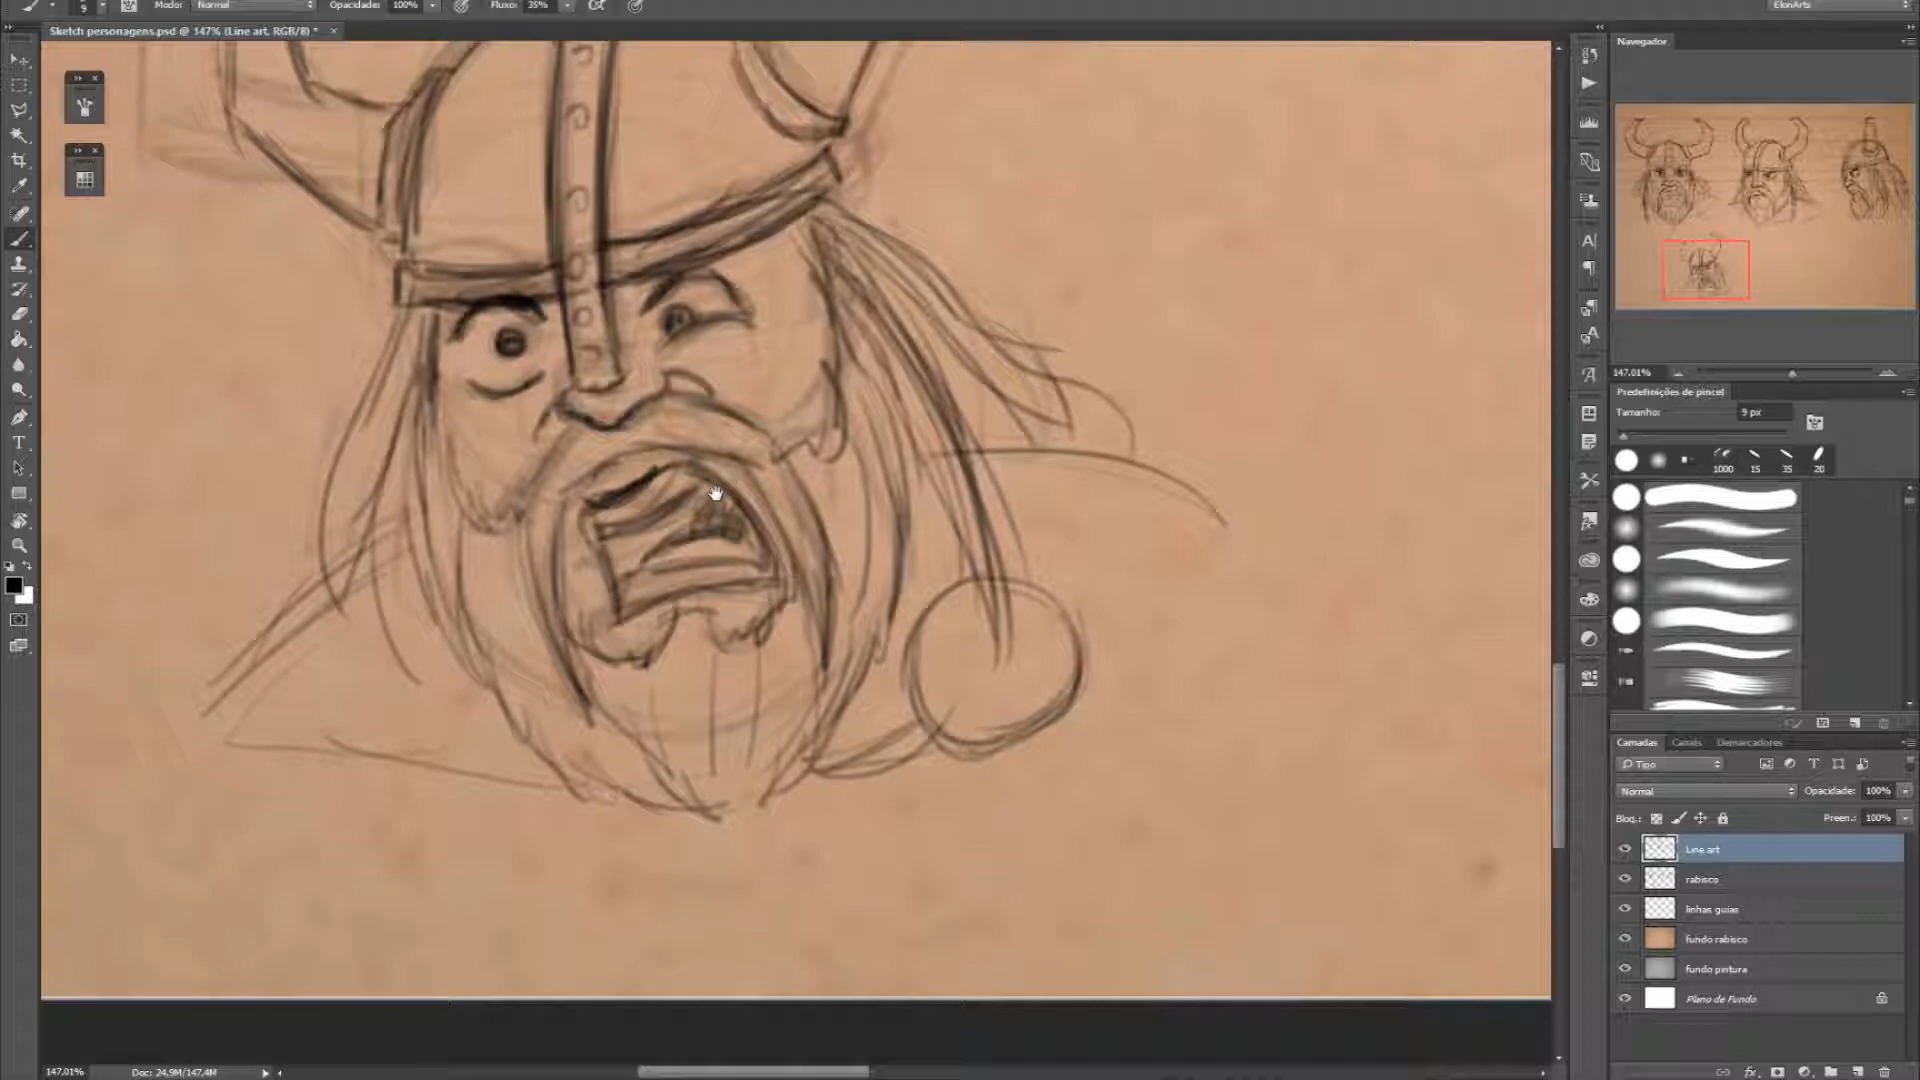 9 Modo: Normal Opacidade: 100% Fluxo: 35% ElonArts
Sketch personagens.psd @ 147% (Line art, RGB/8) * ×
Navegador
147.01%
Predefinições de pincel
Tamanho: 9 px
1000 15 35 20
Camadas Canais Demarcadores
Tipo
Normal Opacidade: 100%
Bloq.: Preen.: 100%
Line art
rabisco
linhas guias
fundo rabisco
fundo pintura
Plano de Fundo
147,01% Doc: 24,9M/147,4M